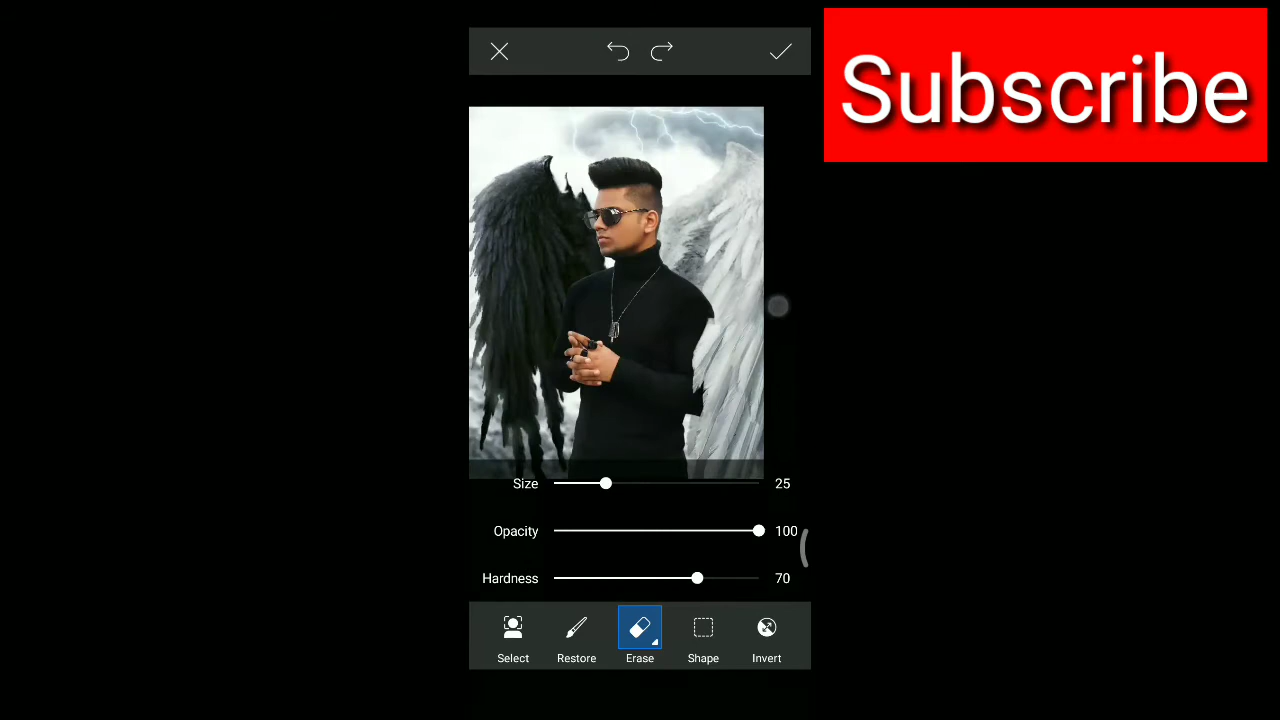 Subscribe
Size 25
Opacity 100
Hardness 70
Select Restore Erase Shape Invert